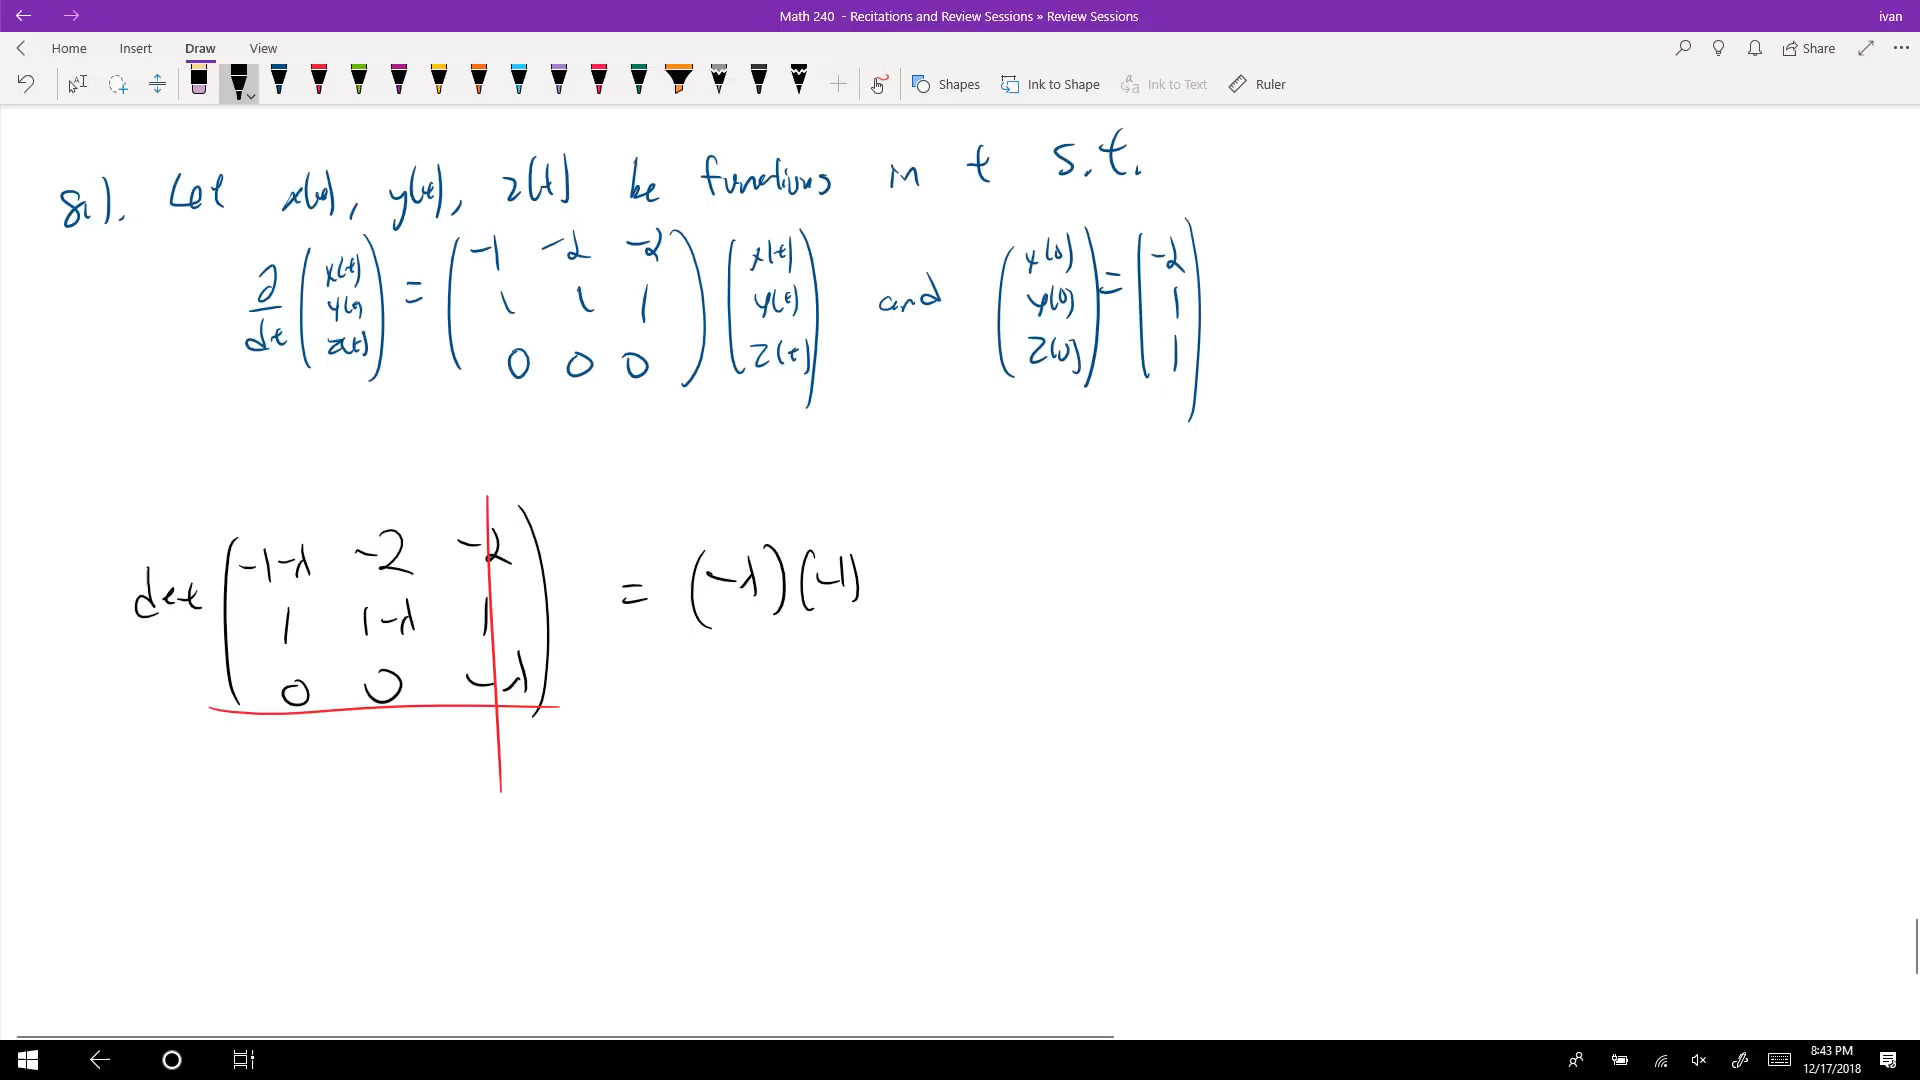 Math 240 - Recitations and Review Sessions » Review Sessions
ivan
Home Insert Draw View
Share
Shapes Ink to Shape Ink to Text Ruler
81). Let x(t), y(t), z(t) be functions in t s.t.
∂/dt (x(t) y(t) z(t)) = (-1 -2 -2; 1 1 1; 0 0 0) (x(t) y(t) z(t)) and (x(0) y(0) z(0)) = (-2 1 1)
det (-1-λ -2 -2; 1 1-λ 1; 0 0 -λ) = (-λ)(-1)
8:43 PM
12/17/2018